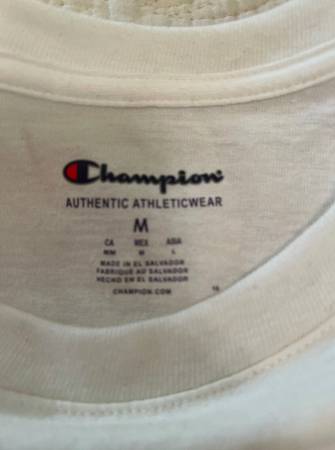 Champion
AUTHENTIC ATHLETICWEAR
M
CA MEX ASIA
M/M M L
MADE IN EL SALVADOR
FABRIQUÉ AU EL SALVADOR
HECHO EN EL SALVADOR
CHAMPION.COM